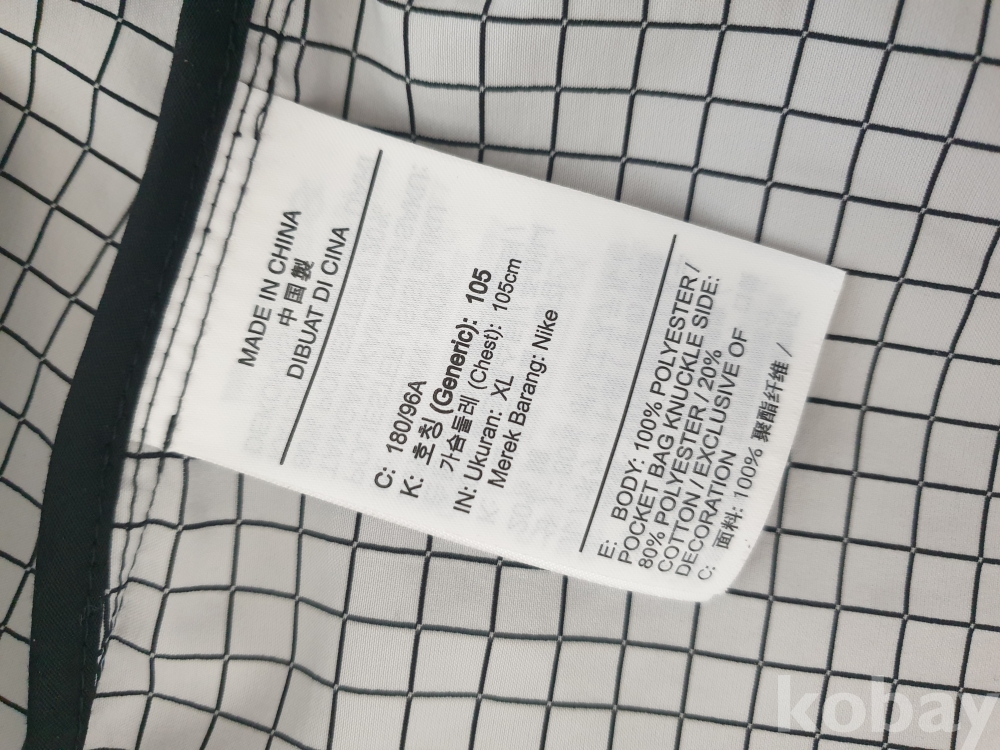 MADE IN CHINA
中国製
DIBUAT DI CINA
C: 180/96A
K: 호칭 (Generic): 105
가슴둘레 (Chest): 105cm
IN: Ukuran: XL
Merek Barang: Nike
E: BODY: 100% POLYESTER /
POCKET BAG KNUCKLE SIDE:
80% POLYESTER / 20%
COTTON / EXCLUSIVE OF
DECORATION
C: 面料: 100% 聚酯纤维 /
kobay